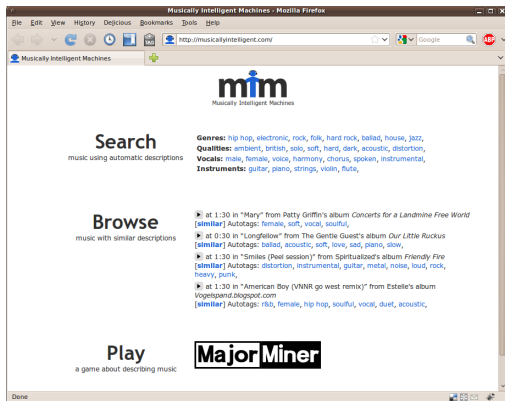 Musically Intelligent Machines - Mozilla Firefox
File Edit View History Delicious Bookmarks Tools Help
TAG http://musicallyintelligent.com/ Google ABP
Musically Intelligent Machines
mim
Musically Intelligent Machines
Search
music using automatic descriptions
Genres: hip hop, electronic, rock, folk, hard rock, ballad, house, jazz,
Qualities: ambient, british, solo, soft, hard, dark, acoustic, distortion,
Vocals: male, female, voice, harmony, chorus, spoken, instrumental,
Instruments: guitar, piano, strings, violin, flute,
Browse
music with similar descriptions
at 1:30 in "Mary" from Patty Griffin's album Concerts for a Landmine Free World
[similar] Autotags: female, soft, vocal, soulful,
at 0:30 in "Longfellow" from The Gentle Guest's album Our Little Ruckus
[similar] Autotags: ballad, acoustic, soft, love, sad, piano, slow,
at 1:30 in "Smiles (Peel session)" from Spiritualized's album Friendly Fire
[similar] Autotags: distortion, instrumental, guitar, metal, noise, loud, rock,
heavy, punk,
at 1:30 in "American Boy (VNNR go west remix)" from Estelle's album
Vogelspand.blogspot.com
[similar] Autotags: r&b, female, hip hop, soulful, vocal, duet, acoustic,
Play
a game about describing music
Major Miner
Done